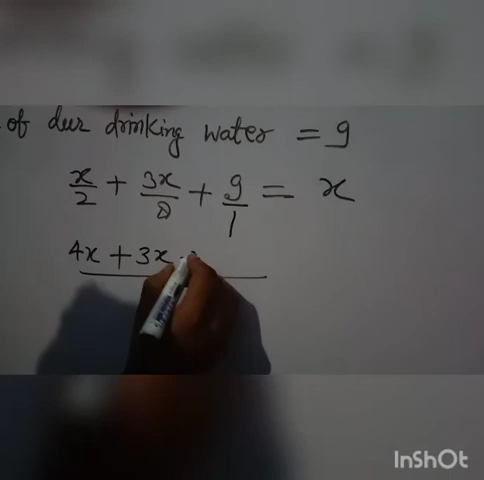 of deer drinking water = 9
x/2 + 3x/8 + 9/1 = x
4x + 3x
InShOt